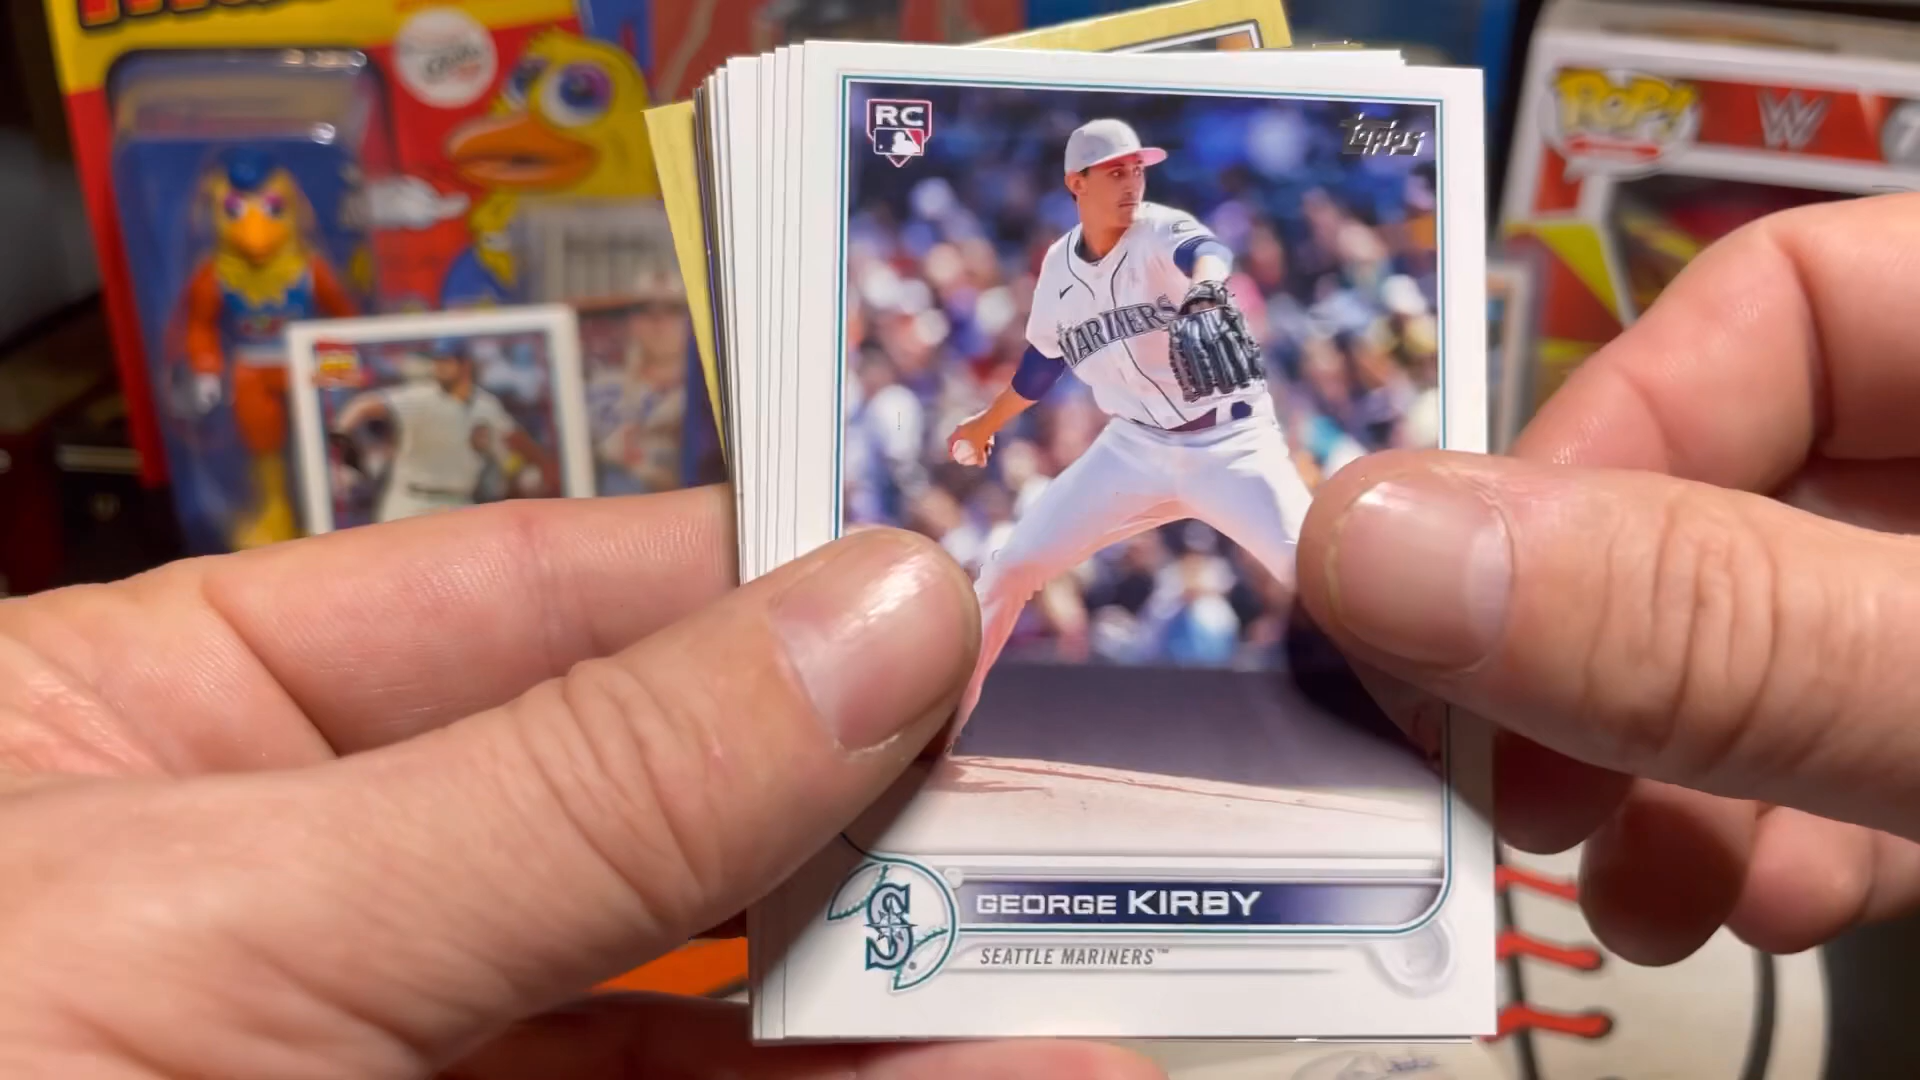 POP!
W
RC
Topps
MARINERS
S
GEORGE KIRBY
SEATTLE MARINERS™